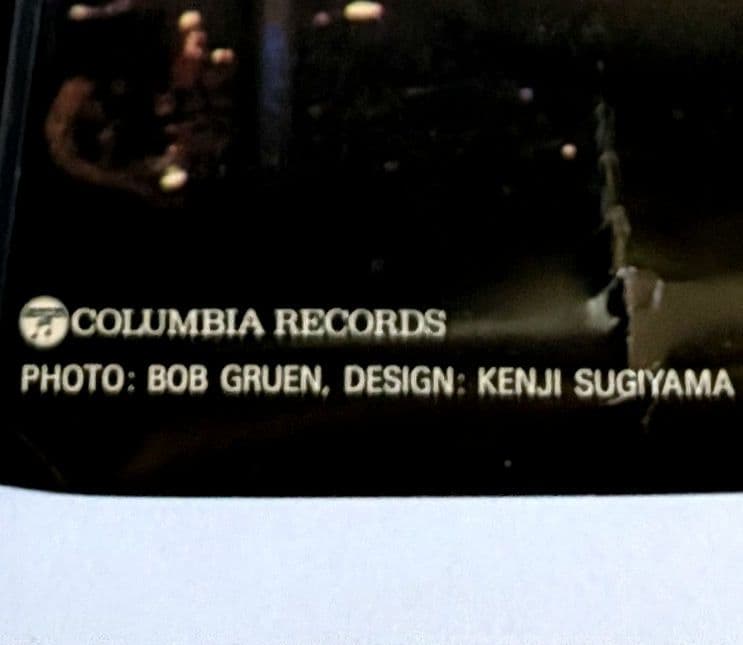 COLUMBIA RECORDS
PHOTO: BOB GRUEN, DESIGN: KENJI SUGIYAMA